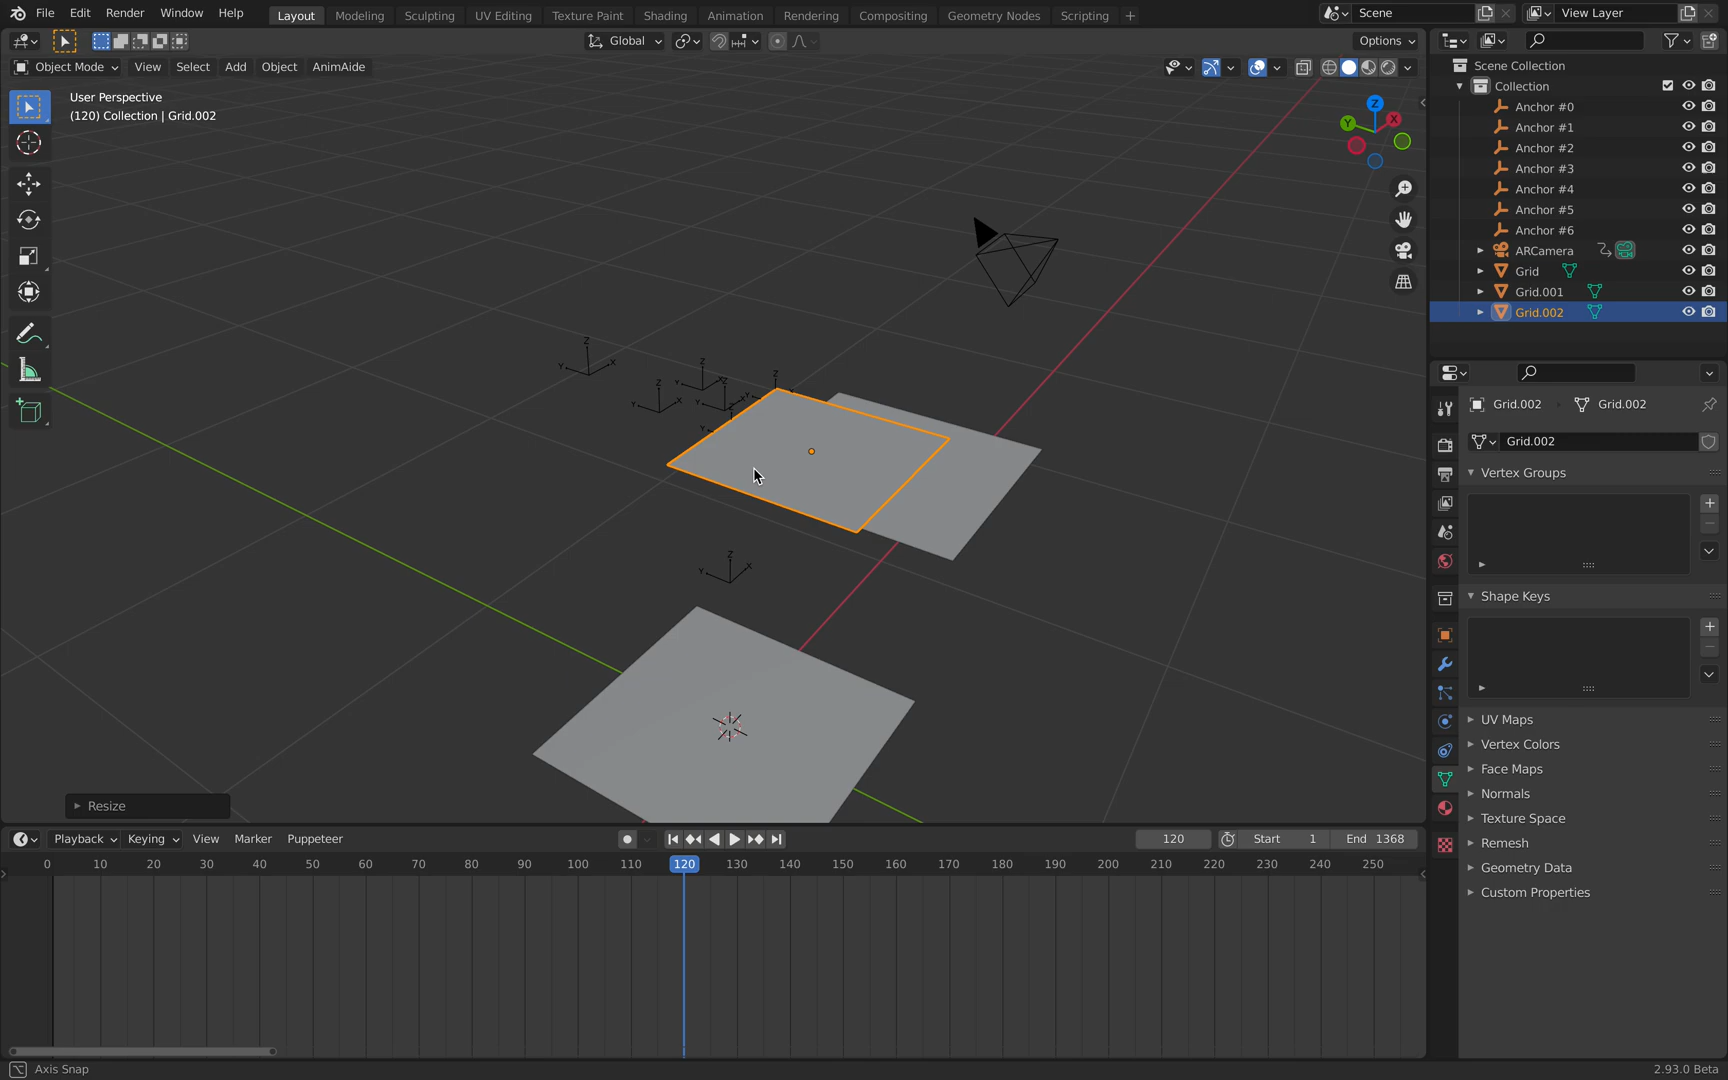 File Edit Render Window Help Layout Modeling Sculpting UV Editing Texture Paint Shading Animation Rendering Compositing Geometry Nodes Scripting + Scene View Layer
Global Options
Object Mode View Select Add Object AnimAide
User Perspective
(120) Collection | Grid.002
Z
X
Y
Z
Y X
Z
Y X
Z
Y X
Z
Z
Y
Z
Y X
Resize
Scene Collection
Collection
Anchor #0
Anchor #1
Anchor #2
Anchor #3
Anchor #4
Anchor #5
Anchor #6
ARCamera
Grid
Grid.001
Grid.002
Grid.002 Grid.002
Grid.002
Vertex Groups
Shape Keys
UV Maps
Vertex Colors
Face Maps
Normals
Texture Space
Remesh
Geometry Data
Custom Properties
Playback Keying View Marker Puppeteer 120 Start 1 End 1368
0 10 20 30 40 50 60 70 80 90 100 110 120 130 140 150 160 170 180 190 200 210 220 230 240 250
Axis Snap 2.93.0 Beta